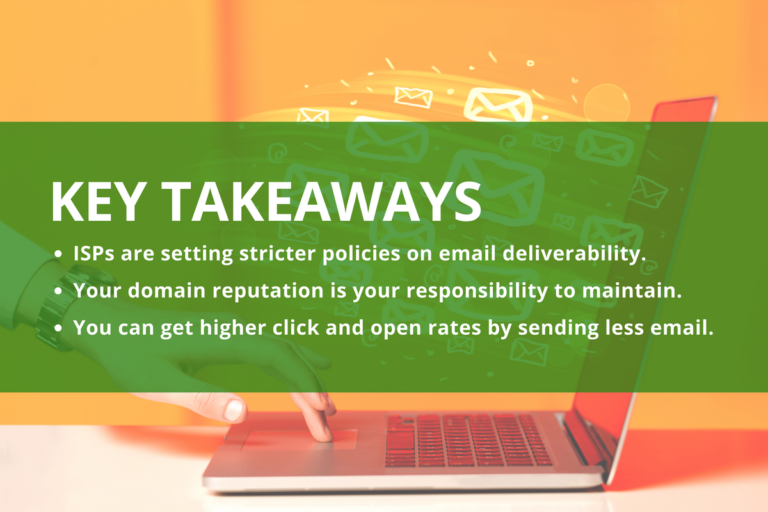 KEY TAKEAWAYS
• ISPs are setting stricter policies on email deliverability.
• Your domain reputation is your responsibility to maintain.
• You can get higher click and open rates by sending less email.